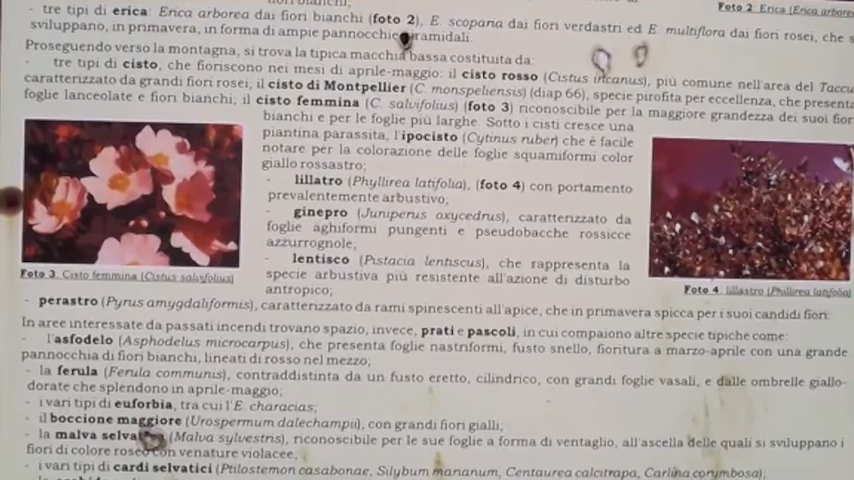 fiori bianchi;
Foto 2 Erica (Erica arborea
- tre tipi di erica: Erica arborea dai fiori bianchi (foto 2), E. scoparia dai fiori verdastri ed E. multiflora dai fiori rosei, che s
sviluppano, in primavera, in forma di ampie pannocchie piramidali.
Proseguendo verso la montagna, si trova la tipica macchia bassa costituita da:
- tre tipi di cisto, che fioriscono nei mesi di aprile-maggio: il cisto rosso (Cistus incanus), più comune nell'area del Taccu
caratterizzato da grandi fiori rosei, il cisto di Montpellier (C. monspeliensis) (diap 66), specie pirofita per eccellenza, che presenta
foglie lanceolate e fiori bianchi; il cisto femmina (C. salvifolius) (foto 3) riconoscibile per la maggiore grandezza dei suoi fior
bianchi e per le foglie più larghe. Sotto i cisti cresce una
piantina parassita, l'ipocisto (Cytinus ruber) che è facile
notare per la colorazione delle foglie squamiformi color
giallo rossastro;
- lillatro (Phyllirea latifolia), (foto 4) con portamento
prevalentemente arbustivo;
- ginepro (Juniperus oxycedrus), caratterizzato da
foglie aghiformi pungenti e pseudobacche rossicce
azzurrognole;
- lentisco (Pistacia lentiscus), che rappresenta la
specie arbustiva più resistente all'azione di disturbo
antropico;
Foto 3. Cisto femmina (Cistus salvifolius)
Foto 4. lillastro (Phillirea latifolia)
- perastro (Pyrus amygdaliformis), caratterizzato da rami spinescenti all'apice, che in primavera spicca per i suoi candidi fiori.
In aree interessate da passati incendi trovano spazio, invece, prati e pascoli, in cui compaiono altre specie tipiche come:
- l'asfodelo (Asphodelus microcarpus), che presenta foglie nastriformi, fusto snello, fioritura a marzo-aprile con una grande
pannocchia di fiori bianchi, lineati di rosso nel mezzo;
- la ferula (Ferula communis), contraddistinta da un fusto eretto, cilindrico, con grandi foglie vasali, e dalle ombrelle giallo-
dorate che splendono in aprile-maggio;
- i vari tipi di euforbia, tra cui l'E. characias;
- il boccione maggiore (Urospermum dalechampii), con grandi fiori gialli;
- la malva selva (Malva sylvestris), riconoscibile per le sue foglie a forma di ventaglio, all'ascella delle quali si sviluppano i
fiori di colore roseo con venature violacee;
- i vari tipi di cardi selvatici (Ptilostemon casabonae, Silybum marianum, Centaurea calcitrapa, Carlina corymbosa);